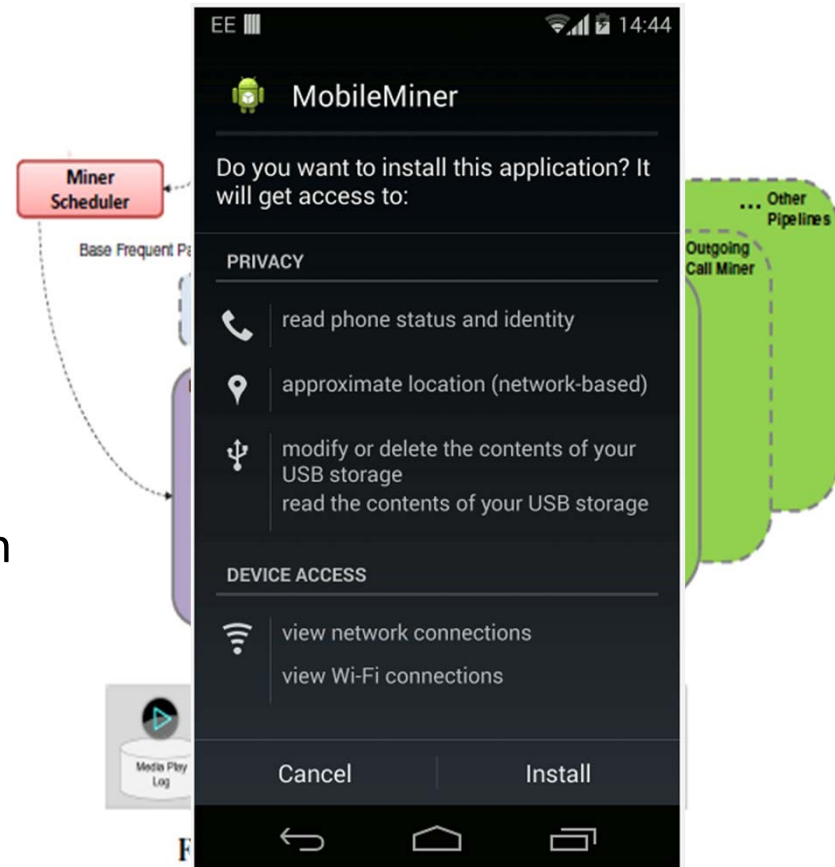 EE
14:44
MobileMiner
Do you want to install this application? It
will get access to:
PRIVACY
read phone status and identity
approximate location (network-based)
modify or delete the contents of your
USB storage
read the contents of your USB storage
DEVICE ACCESS
view network connections
view Wi-Fi connections
Cancel
Install
Miner
Scheduler
Base Frequent
... Other
Pipelines
Outgoing
Call Miner
Media Play
Log